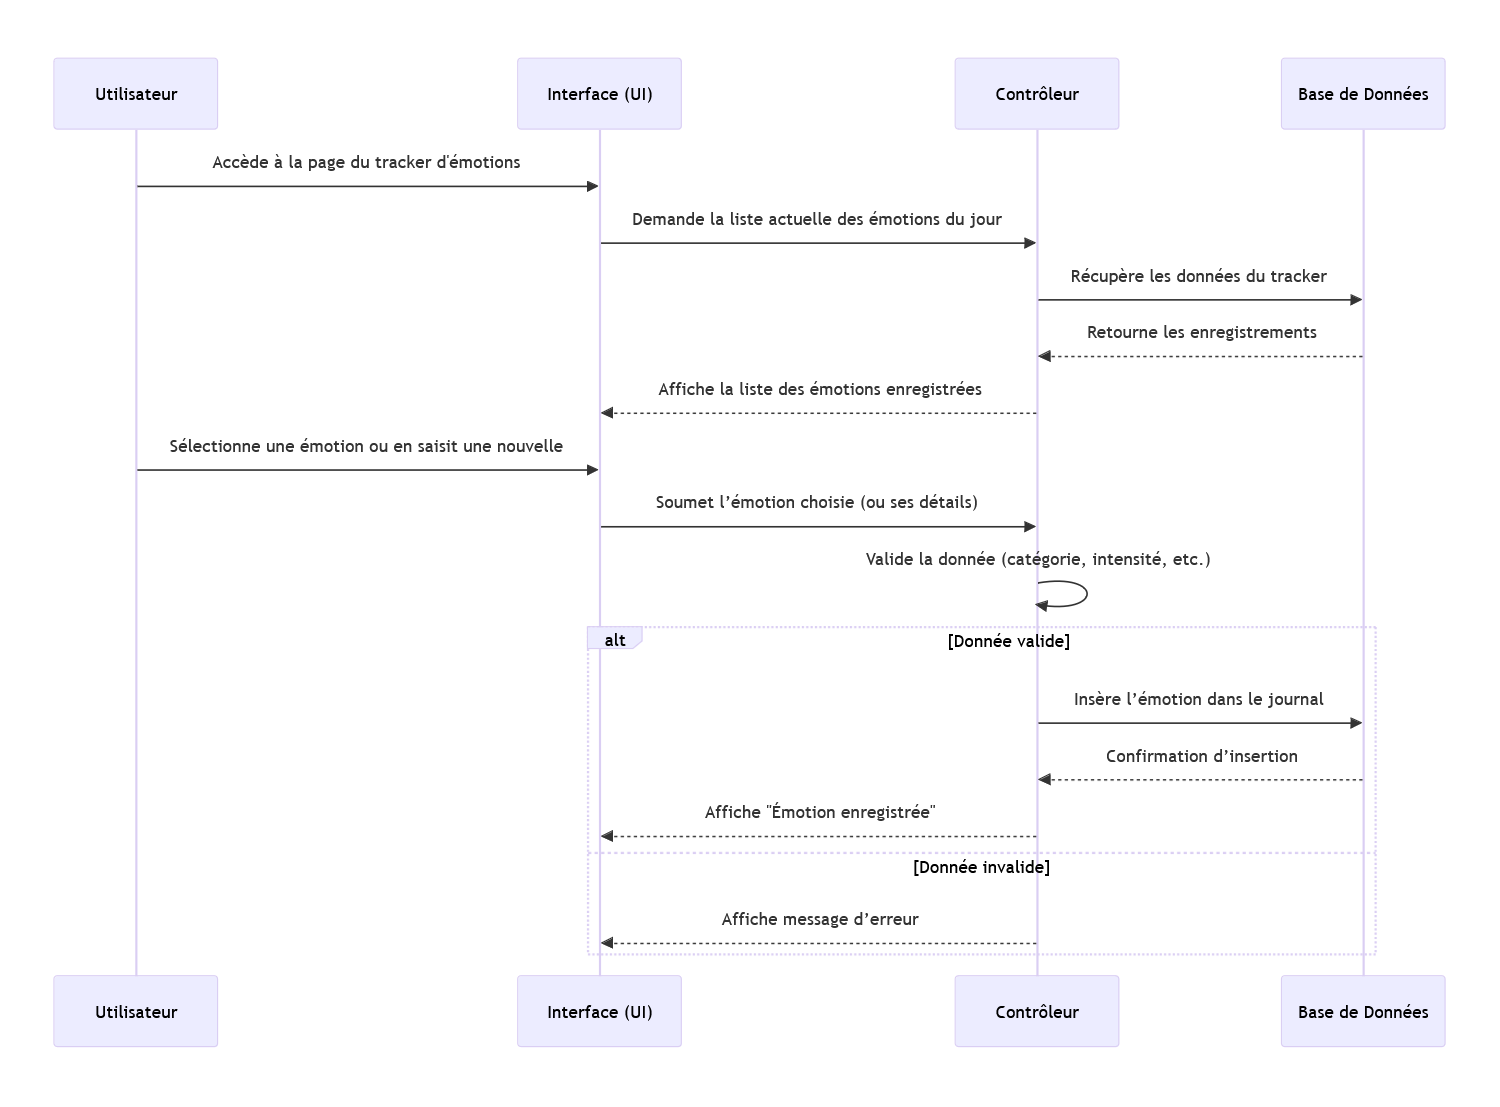 Utilisateur
Interface (UI)
Contrôleur
Base de Données
Accède à la page du tracker d'émotions
Demande la liste actuelle des émotions du jour
Récupère les données du tracker
Retourne les enregistrements
Affiche la liste des émotions enregistrées
Sélectionne une émotion ou en saisit une nouvelle
Soumet l’émotion choisie (ou ses détails)
Valide la donnée (catégorie, intensité, etc.)
alt
[Donnée valide]
Insère l’émotion dans le journal
Confirmation d’insertion
Affiche "Émotion enregistrée"
[Donnée invalide]
Affiche message d’erreur
Utilisateur
Interface (UI)
Contrôleur
Base de Données